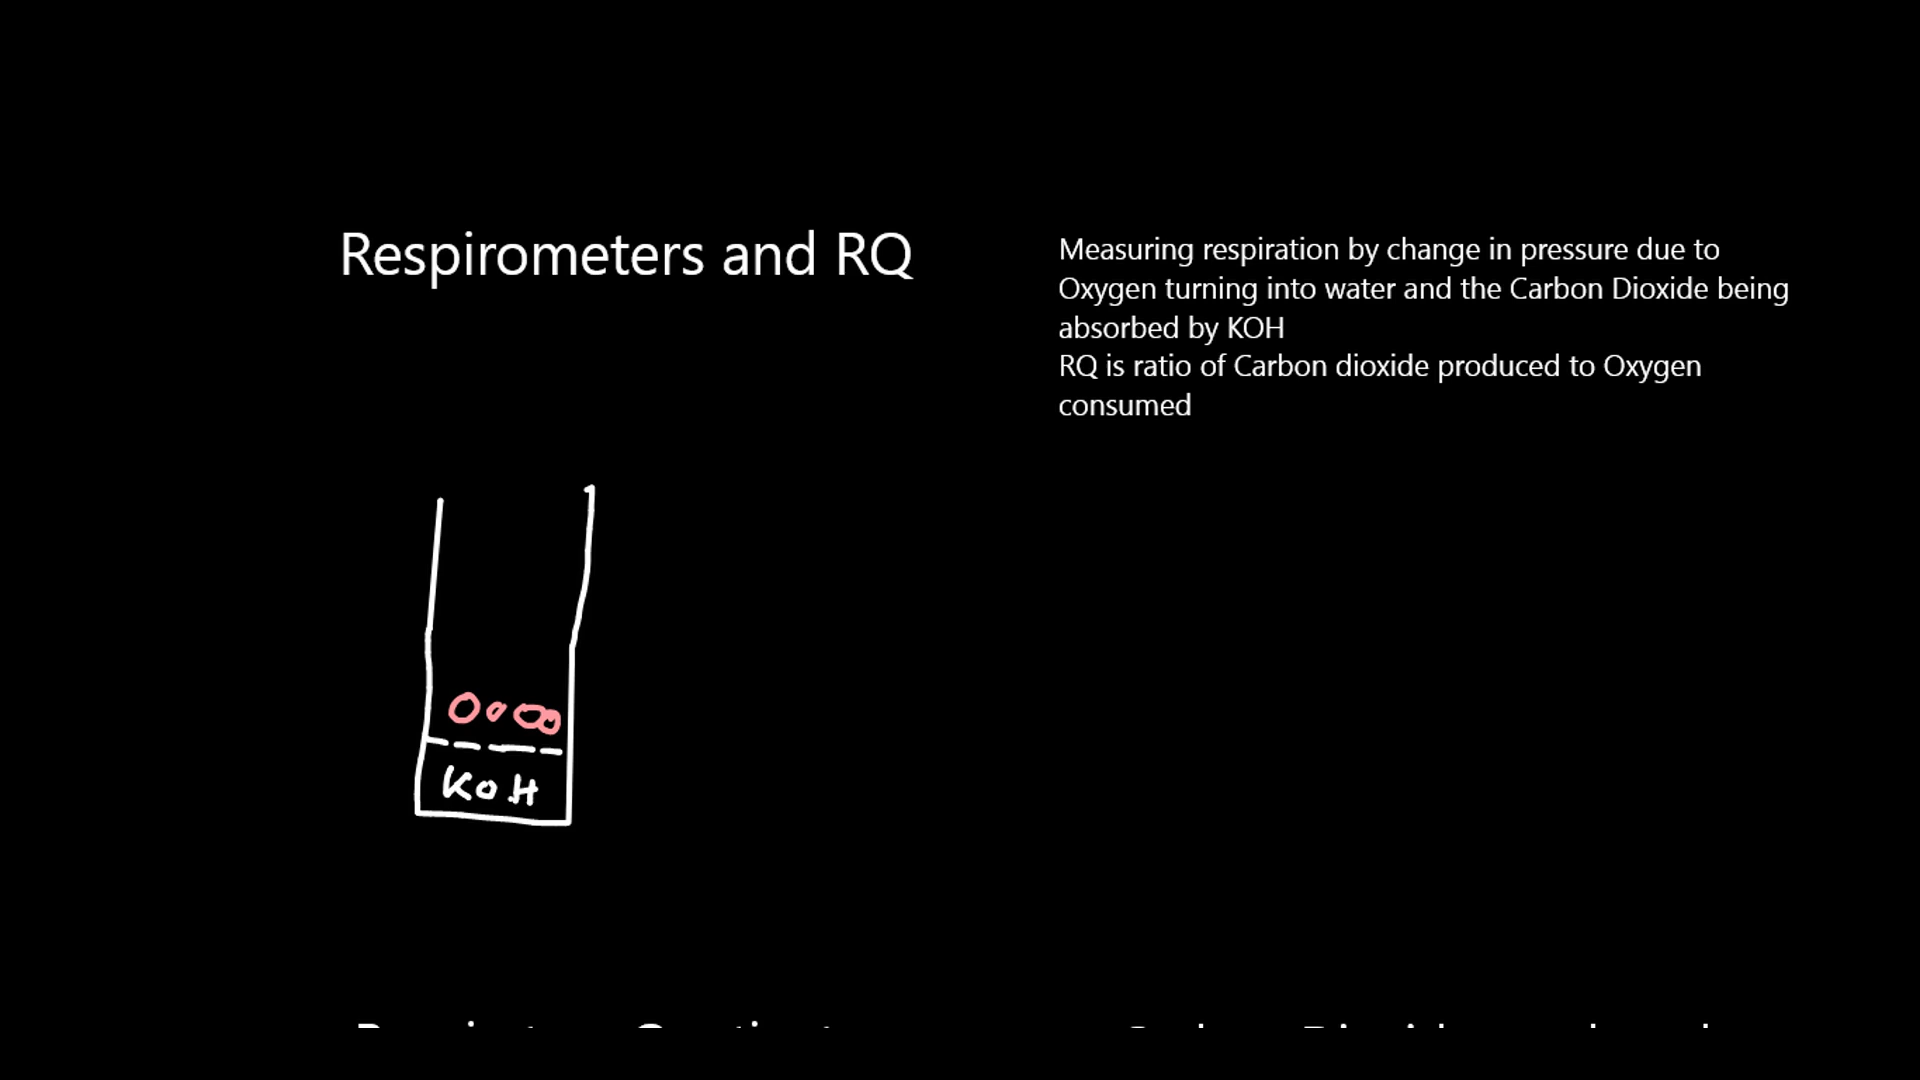 Respirometers and RQ
Measuring respiration by change in pressure due to
Oxygen turning into water and the Carbon Dioxide being
absorbed by KOH
RQ is ratio of Carbon dioxide produced to Oxygen
consumed
KOH